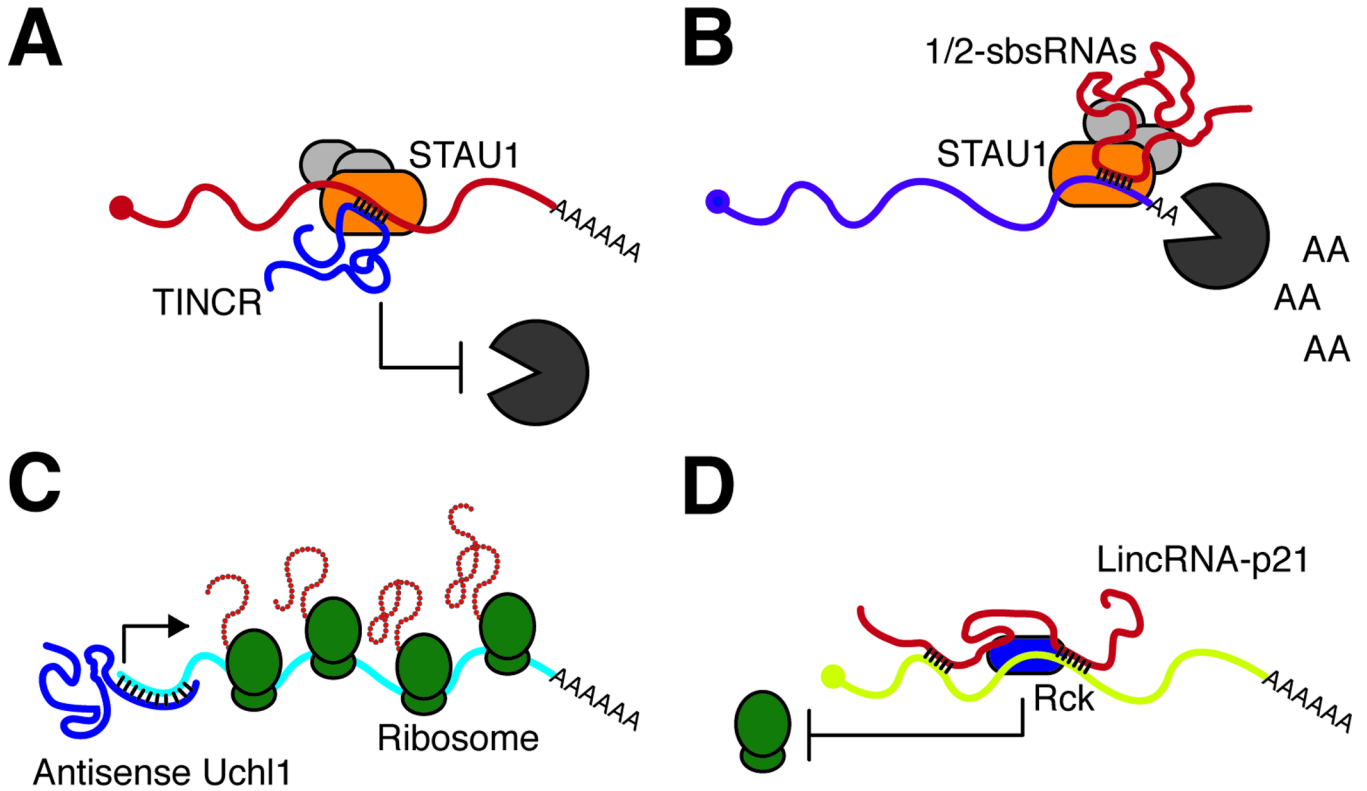 A
STAU1
AAAAAA
TINCR
B
1/2-sbsRNAs
STAU1
AA
AA
AA
AA
C
AAAAAA
Ribosome
Antisense Uchl1
D
LincRNA-p21
Rck
AAAAAA